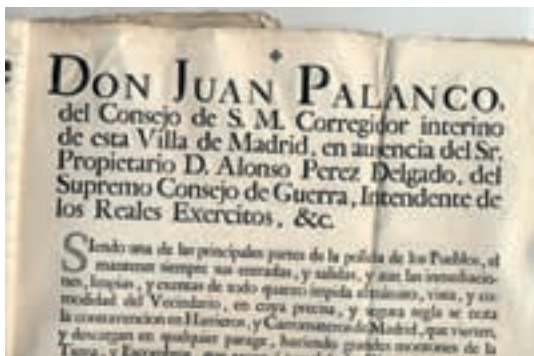 DON JUAN PALANCO,
del Consejo de S. M. Corregidor interino
de esta Villa de Madrid, en ausencia del Sr.
Propietario D. Alonso Perez Delgado, del
Supremo Consejo de Guerra, Intendente de
los Reales Exercitos, &c.
Siendo una de las principales partes de la policía de los Pueblos, el
mantener siempre sus entradas, y salidas, y aun las inmediacio-
nes, limpias, y exentas de todo quanto impida el tránsito, vista, y co-
modidad del Vecindario, en cuya precisa, y segura regla se nota
la contravencion en Harrieros, y Carromateros de Madrid, que vierten,
y descargan en qualquier parage, haciendo grandes montones de la
Tierra, y